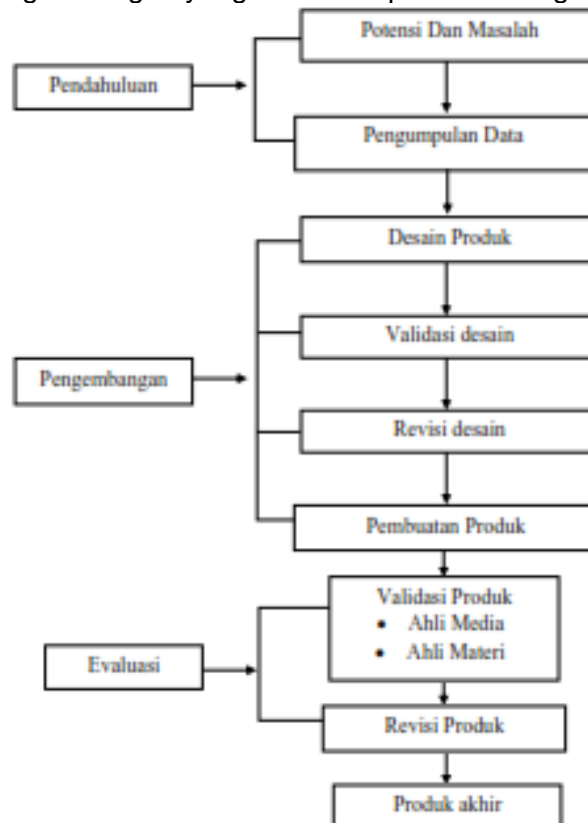 Potensi Dan Masalah
Pendahuluan
Pengumpulan Data
Desain Produk
Validasi desain
Pengembangan
Revisi desain
Pembuatan Produk
Validasi Produk
• Ahli Media
• Ahli Materi
Evaluasi
Revisi Produk
Produk akhir